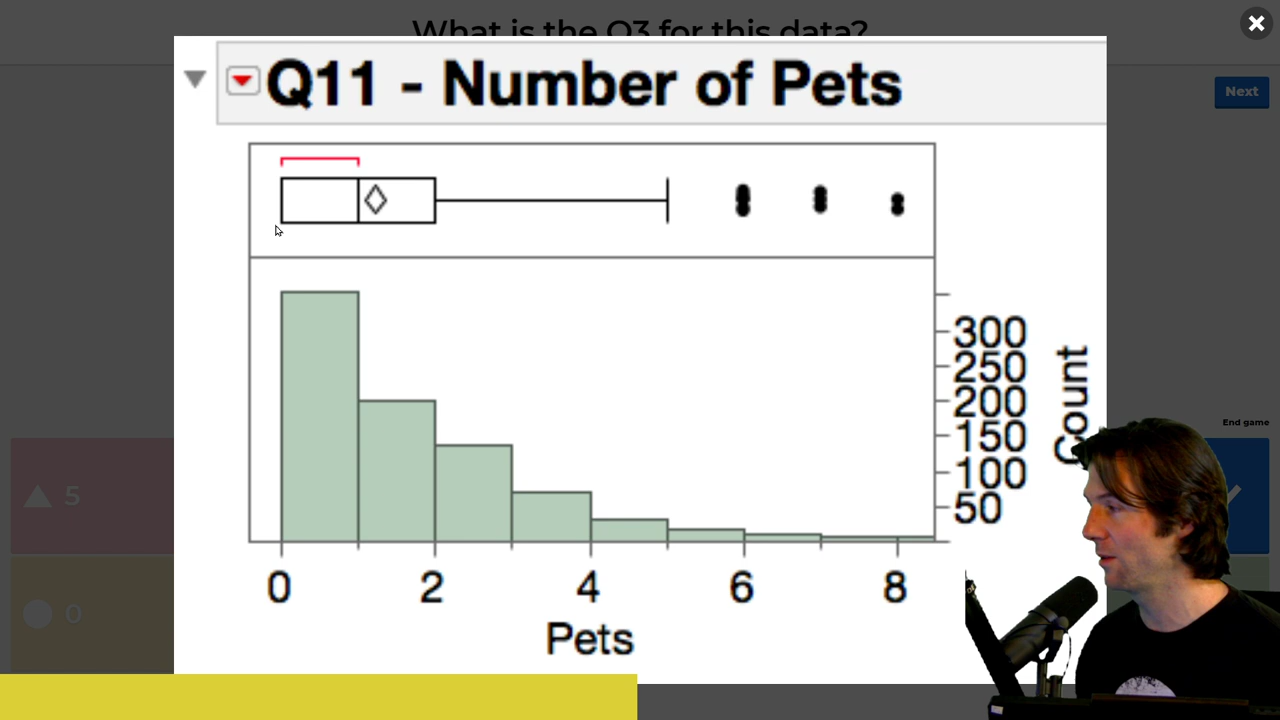 What is the Q3 for this data?
Q11 - Number of Pets
Next
300
250
200
150
100
50
Count
End game
5
0
0 2 4 6 8
Pets